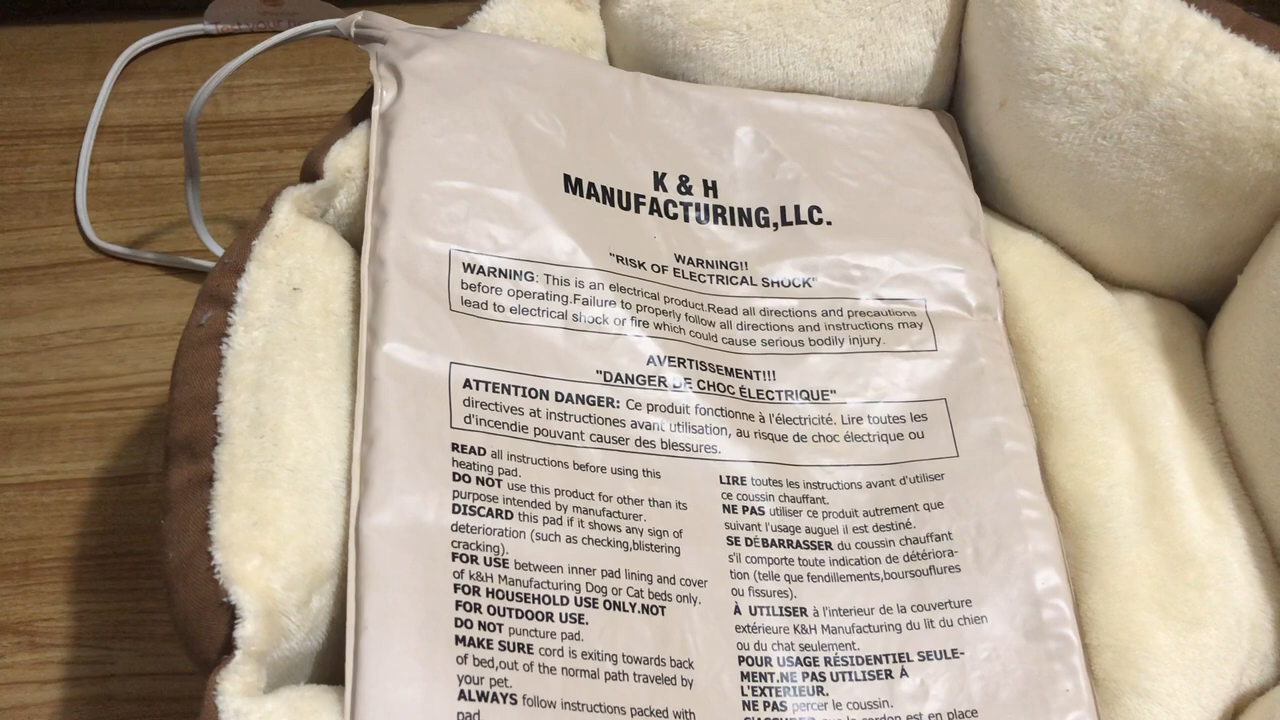 K & H
MANUFACTURING,LLC.
WARNING!!
"RISK OF ELECTRICAL SHOCK"
WARNING: This is an electrical product.Read all directions and precautions
before operating.Failure to properly follow all directions and instructions may
lead to electrical shock or fire which could cause serious bodily injury.
AVERTISSEMENT!!!
"DANGER DE CHOC ÉLECTRIQUE"
ATTENTION DANGER: Ce produit fonctionne à l'électricité. Lire toutes les
directives at instructiones avant utilisation, au risque de choc électrique ou
d'incendie pouvant causer des blessures.
READ all instructions before using this
heating pad.
DO NOT use this product for other than its
purpose intended by manufacturer.
DISCARD this pad if it shows any sign of
deterioration (such as checking,blistering
cracking).
FOR USE between inner pad lining and cover
of k&H Manufacturing Dog or Cat beds only.
FOR HOUSEHOLD USE ONLY.NOT
FOR OUTDOOR USE.
DO NOT puncture pad.
MAKE SURE cord is exiting towards back
of bed,out of the normal path traveled by
your pet.
ALWAYS follow instructions packed with
pad
LIRE toutes les instructions avant d'utiliser
ce coussin chauffant.
NE PAS utiliser ce produit autrement que
suivant l'usage auguel il est destiné.
SE DÉBARRASSER du coussin chauffant
s'il comporte toute indication de détériora-
tion (telle que fendillements,boursouflures
ou fissures).
À UTILISER à l'interieur de la couverture
extérieure K&H Manufacturing du lit du chien
ou du chat seulement.
POUR USAGE RÉSIDENTIEL SEULE-
MENT.NE PAS UTILISER À
L'EXTERIEUR.
NE PAS percer le coussin.
S'ASSURER que le cordon est en place